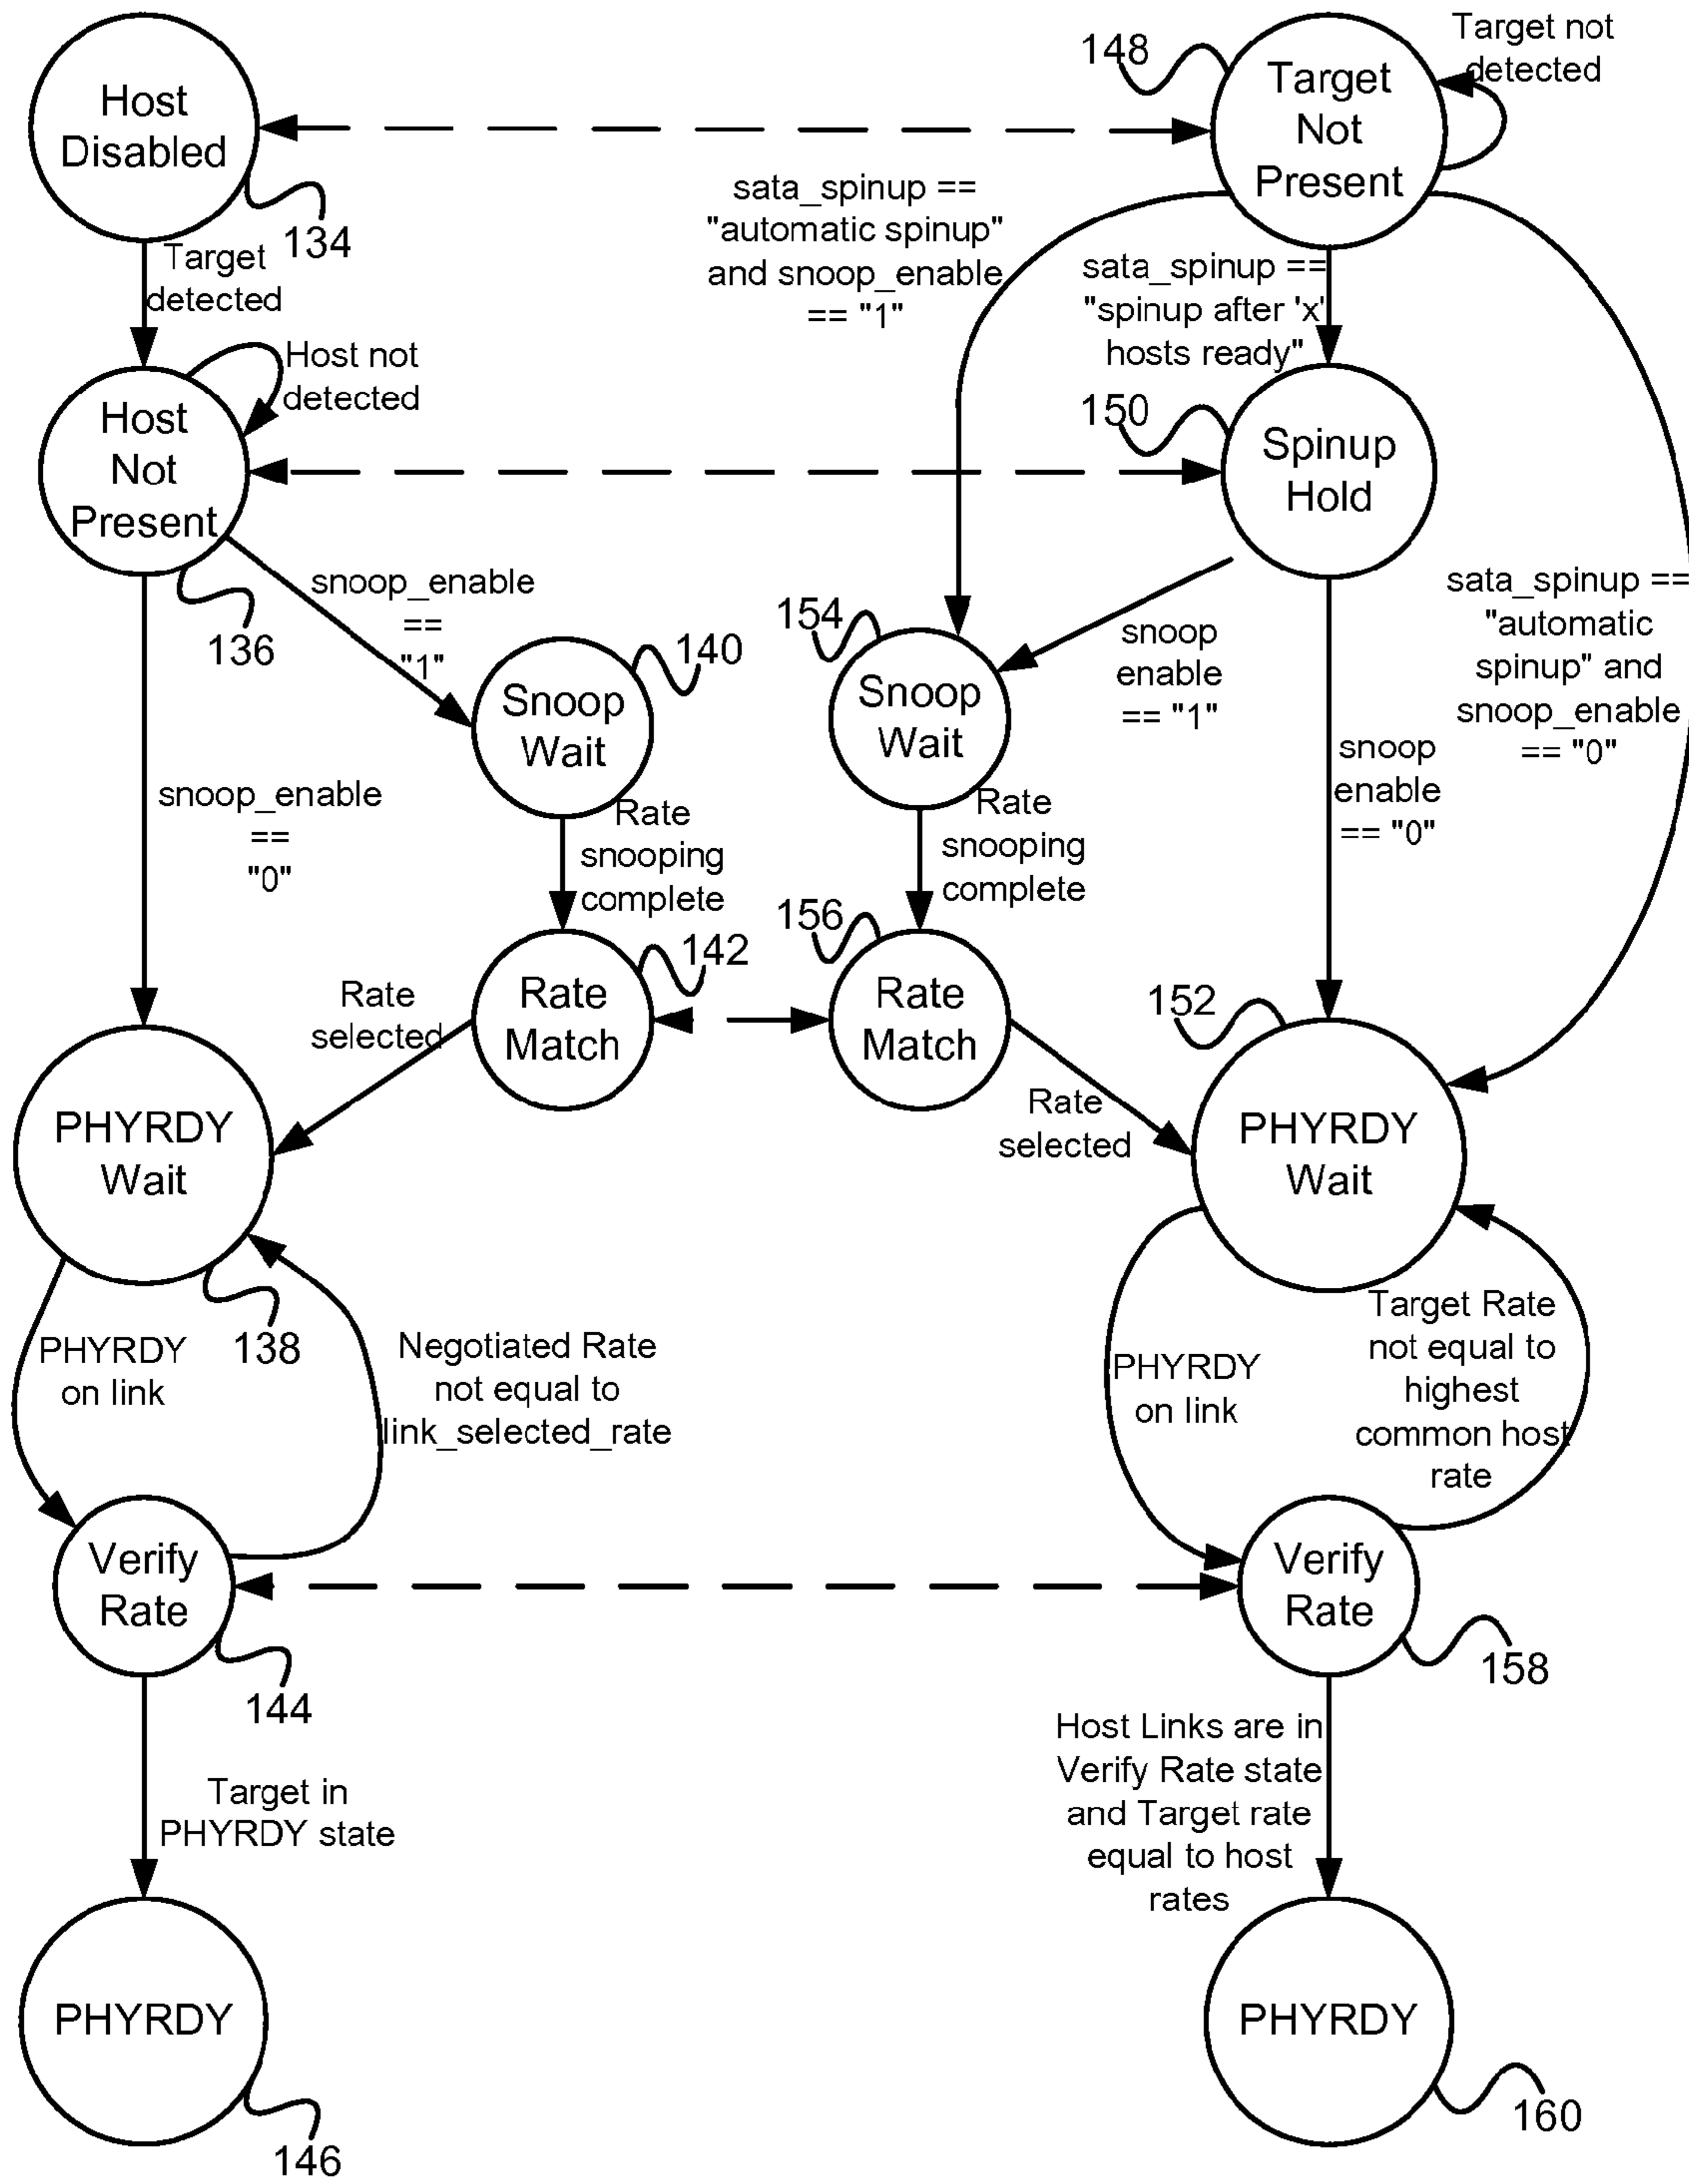 Host
Disabled
134
Target
detected
148
Target
Not
Present
Target not
detected
sata_spinup ==
"automatic spinup"
and snoop_enable
== "1"
sata_spinup ==
"spinup after 'x'
hosts ready"
Host
Not
Present
Host not
detected
136
150
Spinup
Hold
snoop_enable
==
"1"
140
Snoop
Wait
154
Snoop
Wait
snoop
enable
== "1"
sata_spinup ==
"automatic
spinup" and
snoop_enable
== "0"
snoop
enable
== "0"
snoop_enable
==
"0"
Rate
snooping
complete
Rate
snooping
complete
142
Rate
Match
156
Rate
Match
Rate
selected
Rate
selected
152
PHYRDY
Wait
138
PHYRDY
Wait
PHYRDY
on link
Negotiated Rate
not equal to
link_selected_rate
PHYRDY
on link
Target Rate
not equal to
highest
common host
rate
Verify
Rate
144
Verify
Rate
158
Target in
PHYRDY state
Host Links are in
Verify Rate state
and Target rate
equal to host
rates
PHYRDY
146
PHYRDY
160